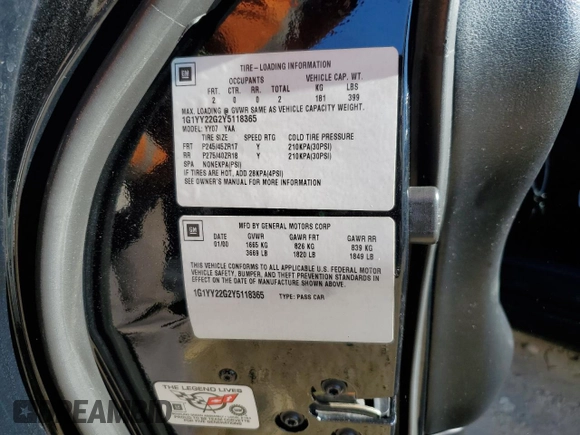 GM
TIRE-LOADING INFORMATION
OCCUPANTS VEHICLE CAP. WT.
FRT. CTR. RR. TOTAL KG LBS
2 0 0 2 181 399
MAX. LOADING @ GVWR SAME AS VEHICLE CAPACITY WEIGHT.
1G1YY22G2Y5118365
MODEL: YY07 YAA
TIRE SIZE SPEED RTG COLD TIRE PRESSURE
FRT P245/45ZR17 Y 210KPA(30PSI)
RR P275/40ZR18 Y 210KPA(30PSI)
SPA NONEKPA(PSI)
IF TIRES ARE HOT, ADD 28KPA(4PSI)
SEE OWNER'S MANUAL FOR MORE INFORMATION
GM
MFD BY GENERAL MOTORS CORP
DATE GVWR GAWR FRT GAWR RR
01/00 1665 KG 826 KG 839 KG
3669 LB 1820 LB 1849 LB
THIS VEHICLE CONFORMS TO ALL APPLICABLE U.S. FEDERAL MOTOR
VEHICLE SAFETY, BUMPER, AND THEFT PREVENTION STANDARDS IN
EFFECT ON THE DATE OF MANUFACTURE SHOWN ABOVE.
1G1YY22G2Y5118365 TYPE: PASS CAR
THE LEGEND LIVES